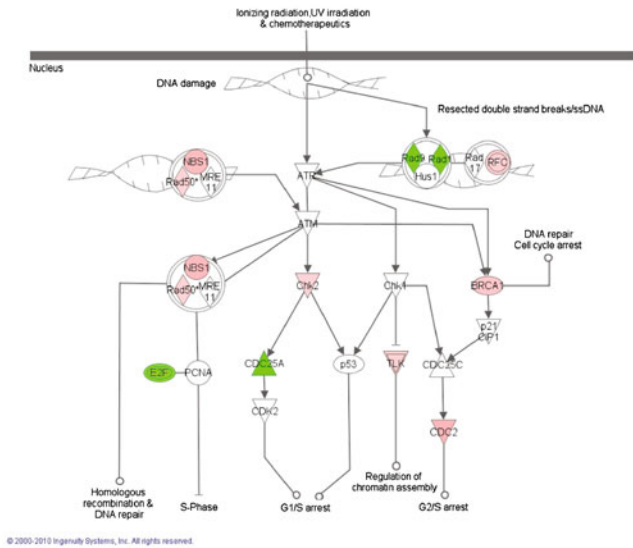 Ionizing radiation,UV irradiation
& chemotherapeutics
Nucleus
DNA damage
Resected double strand breaks/ssDNA
NBS1
Rad50*
MRE
11
Rad9
Rad1
Hus1
Rad
17
RFC
ATR
ATM
DNA repair
Cell cycle arrest
NBS1
Rad50*
MRE
11
Chk2
Chk1
BRCA1
p21
CIP1
E2F
PCNA
CDC25A
p53
TLK
CDC25C
CDK2
CDC2
Homologous
recombination &
DNA repair
S-Phase
G1/S arrest
Regulation of
chromatin assembly
G2/S arrest
© 2000-2010 Ingenuity Systems, Inc. All rights reserved.